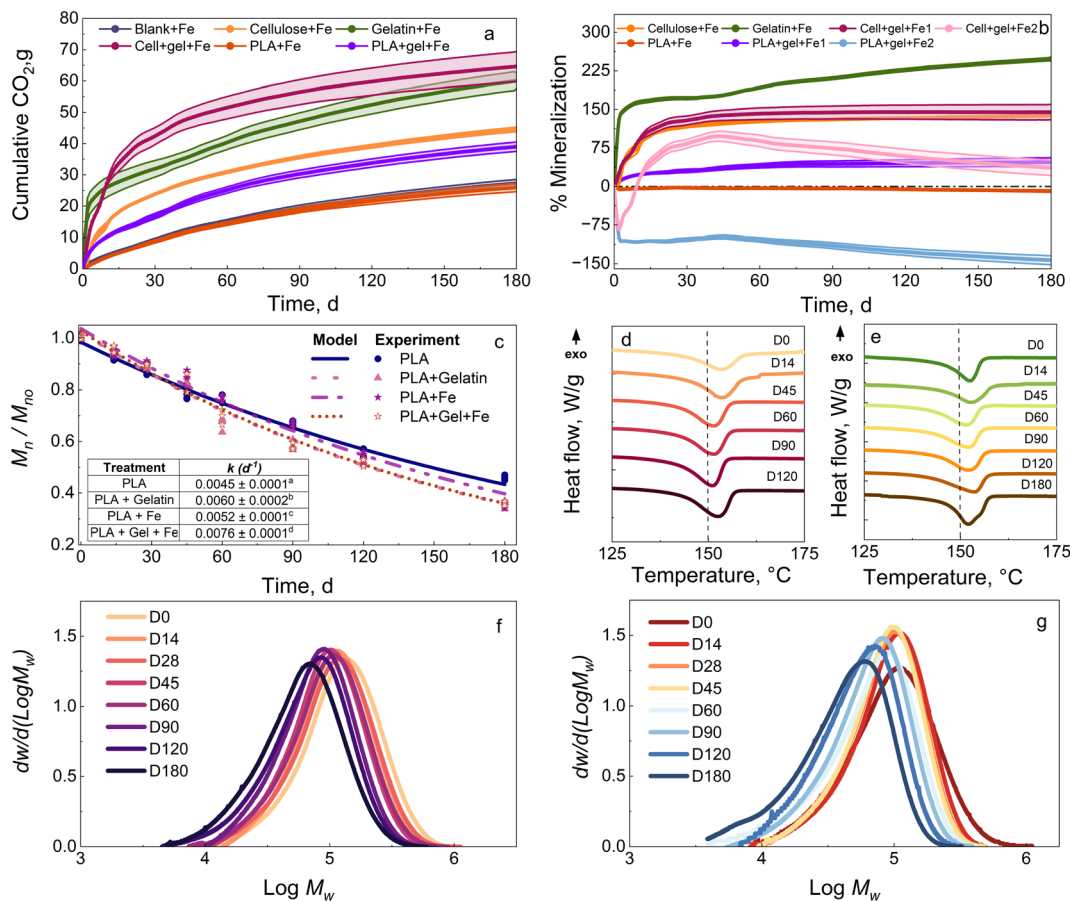 Blank+Fe Cellulose+Fe Gelatin+Fe
Cell+gel+Fe PLA+Fe PLA+gel+Fe
a
80
70
60
50
40
30
20
10
0
Cumulative CO₂,g
0 30 60 90 120 150 180
Time, d
Cellulose+Fe Gelatin+Fe Cell+gel+Fe1 Cell+gel+Fe2
PLA+Fe PLA+gel+Fe1 PLA+gel+Fe2
b
300
225
150
75
0
−75
−150
% Mineralization
0 30 60 90 120 150 180
Time, d
c
Model Experiment
PLA
PLA+Gelatin
PLA+Fe
PLA+Gel+Fe
1.0
0.8
0.6
0.4
0.2
Mn / Mno
Treatment k (d⁻¹)
PLA 0.0045 ± 0.0001ᵃ
PLA + Gelatin 0.0060 ± 0.0002ᵇ
PLA + Fe 0.0052 ± 0.0001ᶜ
PLA + Gel + Fe 0.0076 ± 0.0001ᵈ
0 30 60 90 120 150 180
Time, d
exo
d
D0
D14
D45
D60
D90
D120
Heat flow, W/g
125 150 175
Temperature, °C
exo
e
D0
D14
D45
D60
D90
D120
D180
Heat flow, W/g
125 150 175
Temperature, °C
f
D0
D14
D28
D45
D60
D90
D120
D180
1.5
1.0
0.5
0.0
dw/d(LogMw)
3 4 5 6
Log Mw
g
D0
D14
D28
D45
D60
D90
D120
D180
1.5
1.0
0.5
0.0
dw/d(LogMw)
3 4 5 6
Log Mw